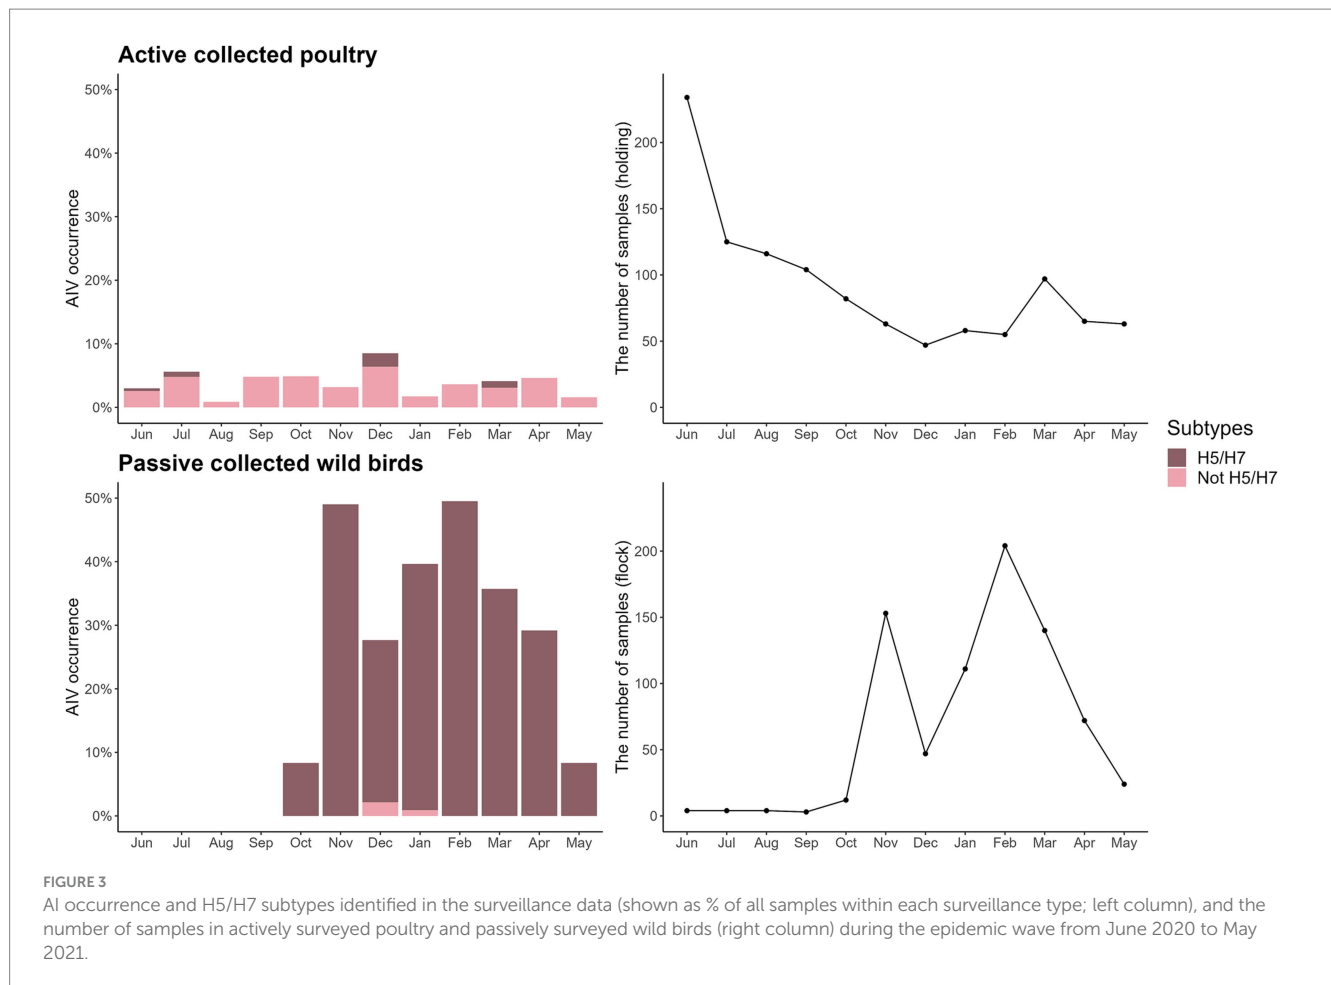 Active collected poultry
AIV occurrence
50%
40%
30%
20%
10%
0%
Jun Jul Aug Sep Oct Nov Dec Jan Feb Mar Apr May
The number of samples (holding)
200
150
100
50
0
Jun Jul Aug Sep Oct Nov Dec Jan Feb Mar Apr May
Subtypes
H5/H7
Not H5/H7
Passive collected wild birds
AIV occurrence
50%
40%
30%
20%
10%
0%
Jun Jul Aug Sep Oct Nov Dec Jan Feb Mar Apr May
The number of samples (flock)
200
150
100
50
0
Jun Jul Aug Sep Oct Nov Dec Jan Feb Mar Apr May
FIGURE 3
AI occurrence and H5/H7 subtypes identified in the surveillance data (shown as % of all samples within each surveillance type; left column), and the
number of samples in actively surveyed poultry and passively surveyed wild birds (right column) during the epidemic wave from June 2020 to May
2021.